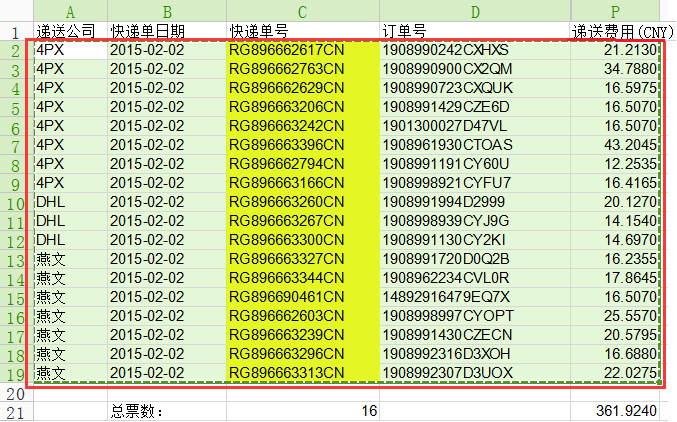 A B C D P
1 递送公司 快递单日期 快递单号 订单号 递送费用(CNY)
2 4PX 2015-02-02 RG896662617CN 1908990242CXHXS 21.2130
3 4PX 2015-02-02 RG896662763CN 1908990900CX2QM 34.7880
4 4PX 2015-02-02 RG896662629CN 1908990723CXQUK 16.5975
5 4PX 2015-02-02 RG896663206CN 1908991429CZE6D 16.5070
6 4PX 2015-02-02 RG896663242CN 1901300027D47VL 16.5070
7 4PX 2015-02-02 RG896663396CN 1908961930CTOAS 43.2045
8 4PX 2015-02-02 RG896662794CN 1908991191CY60U 12.2535
9 4PX 2015-02-02 RG896663166CN 1908998921CYFU7 16.4165
10 DHL 2015-02-02 RG896663260CN 1908991994D2999 20.1270
11 DHL 2015-02-02 RG896663267CN 1908998939CYJ9G 14.1540
12 DHL 2015-02-02 RG896663300CN 1908991130CY2KI 14.6970
13 燕文 2015-02-02 RG896663327CN 1908991720D0Q2B 16.2355
14 燕文 2015-02-02 RG896663344CN 1908962234CVL0R 17.8645
15 燕文 2015-02-02 RG896690461CN 14892916479EQ7X 16.5070
16 燕文 2015-02-02 RG896662603CN 1908998997CYOPT 25.5570
17 燕文 2015-02-02 RG896663239CN 1908991430CZECN 20.5795
18 燕文 2015-02-02 RG896663296CN 1908992316D3XOH 16.6880
19 燕文 2015-02-02 RG896663313CN 1908992307D3UOX 22.0275
20
21 总票数： 16 361.9240